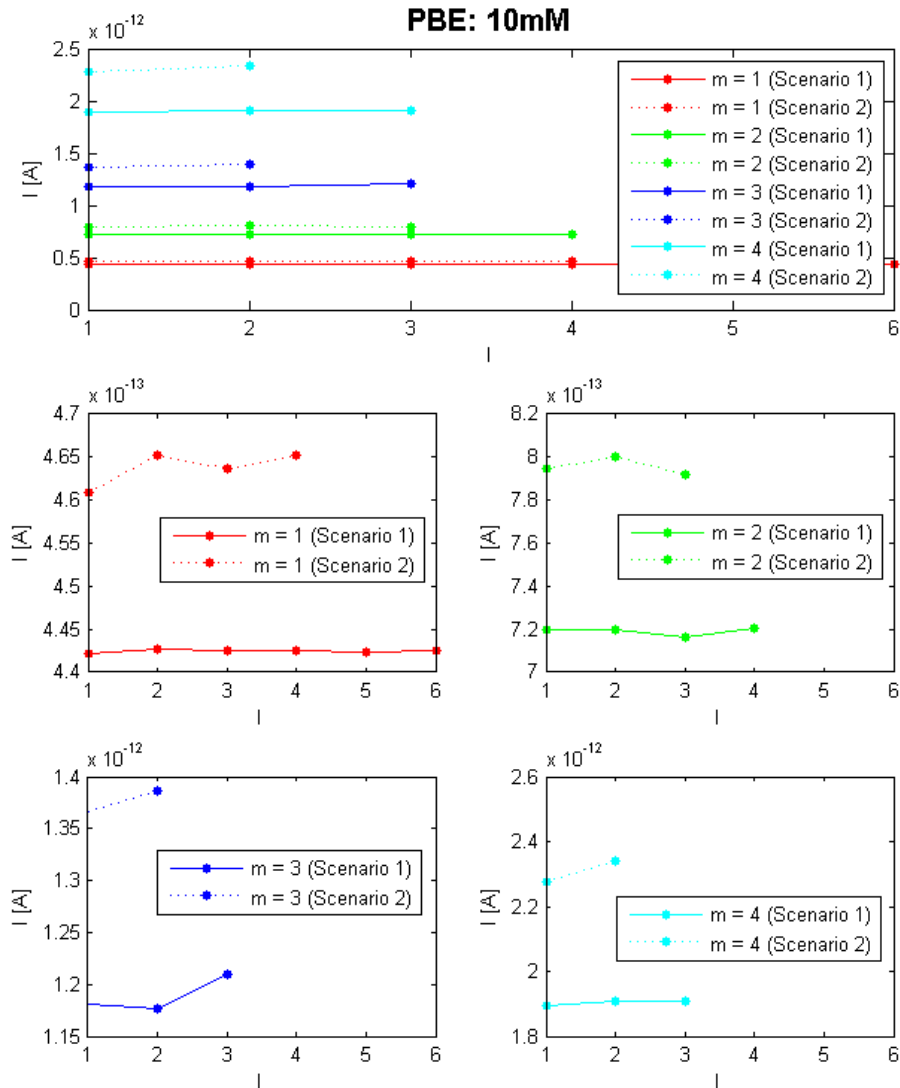 PBE: 10mM
x 10^-12
2.5
2
1.5
1
0.5
0
I [A]
1 2 3 4 5 6
l
m = 1 (Scenario 1)
m = 1 (Scenario 2)
m = 2 (Scenario 1)
m = 2 (Scenario 2)
m = 3 (Scenario 1)
m = 3 (Scenario 2)
m = 4 (Scenario 1)
m = 4 (Scenario 2)
x 10^-13
4.7
4.65
4.6
4.55
4.5
4.45
4.4
I [A]
1 2 3 4 5 6
l
m = 1 (Scenario 1)
m = 1 (Scenario 2)
x 10^-13
8.2
8
7.8
7.6
7.4
7.2
7
I [A]
1 2 3 4 5 6
l
m = 2 (Scenario 1)
m = 2 (Scenario 2)
x 10^-12
1.4
1.35
1.3
1.25
1.2
1.15
I [A]
1 2 3 4 5 6
l
m = 3 (Scenario 1)
m = 3 (Scenario 2)
x 10^-12
2.6
2.4
2.2
2
1.8
I [A]
1 2 3 4 5 6
l
m = 4 (Scenario 1)
m = 4 (Scenario 2)